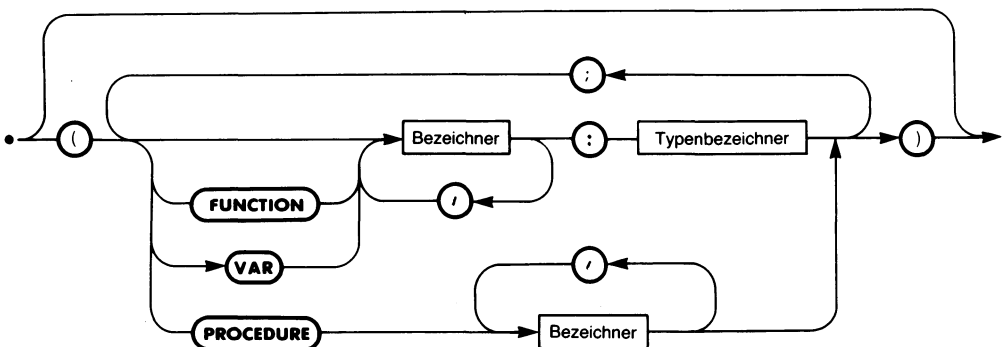 ;
( Bezeichner : Typenbezeichner )
FUNCTION ,
VAR ,
PROCEDURE Bezeichner